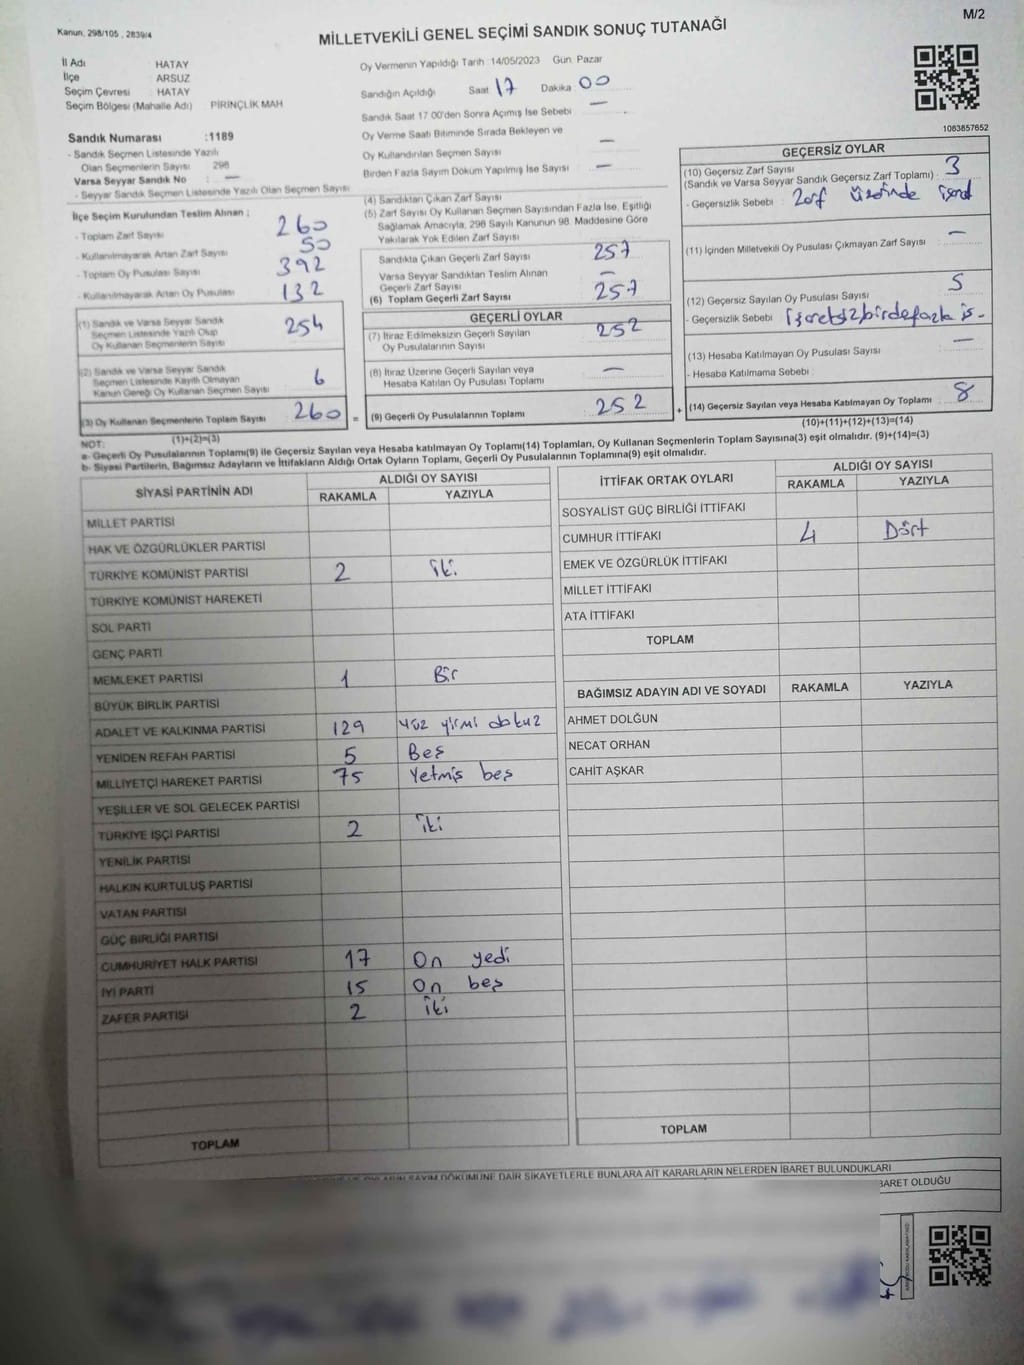 M/2
Kanun, 298/105 , 2839/4
MİLLETVEKİLİ GENEL SEÇİMİ SANDIK SONUÇ TUTANAĞI
İl Adı HATAY
İlçe ARSUZ
Seçim Çevresi : HATAY
Seçim Bölgesi (Mahalle Adı) PİRİNÇLİK MAH
Sandık Numarası :1189
- Sandık Seçmen Listesinde Yazılı
Olan Seçmenlerin Sayısı: 298
Varsa Seyyar Sandık No : —
- Seyyar Sandık Seçmen Listesinde Yazılı Olan Seçmen Sayısı
Oy Vermenin Yapıldığı Tarih :14/05/2023 Gün: Pazar
Sandığın Açıldığı Saat 17 Dakika 00
Sandık Saat 17 00'den Sonra Açımış İse Sebebi —
Oy Verme Saati Bitiminde Sırada Bekleyen ve
Oy Kullandırılan Seçmen Sayısı —
Birden Fazla Sayım Döküm Yapılmış İse Sayısı —
1083857652
İlçe Seçim Kurulundan Teslim Alınan ;
- Toplam Zarf Sayısı 260
- Kullanılmayarak Artan Zarf Sayısı 50
- Toplam Oy Pusulası Sayısı 392
- Kullanılmayarak Artan Oy Pusulası 132
(1) Sandık ve Varsa Seyyar Sandık
Seçmen Listesinde Yazılı Olup
Oy Kullanan Seçmenlerin Sayısı 254
(2) Sandık ve Varsa Seyyar Sandık
Seçmen Listesinde Kayıtlı Olmayan
Kanun Gereği Oy Kullanan Seçmen Sayısı 6
(3) Oy Kullanan Seçmenlerin Toplam Sayısı 260
(1)+(2)=(3)
(4) Sandıktan Çıkan Zarf Sayısı
(5) Zarf Sayısı Oy Kullanan Seçmen Sayısından Fazla İse, Eşitliği
Sağlamak Amacıyla, 298 Sayılı Kanunun 98. Maddesine Göre
Yakılarak Yok Edilen Zarf Sayısı
Sandıkta Çıkan Geçerli Zarf Sayısı 257
Varsa Seyyar Sandıktan Teslim Alınan
Geçerli Zarf Sayısı —
(6) Toplam Geçerli Zarf Sayısı 257
GEÇERLİ OYLAR
(7) İtiraz Edilmeksizin Geçerli Sayılan
Oy Pusulalarının Sayısı 252
(8) İtiraz Üzerine Geçerli Sayılan veya
Hesaba Katılan Oy Pusulası Toplamı —
= (9) Geçerli Oy Pusulalarının Toplamı 252
GEÇERSİZ OYLAR
(10) Geçersiz Zarf Sayısı
(Sandık ve Varsa Seyyar Sandık Geçersiz Zarf Toplamı) : 3
- Geçersizlik Sebebi : Zarf üzerinde işaret
(11) İçinden Milletvekili Oy Pusulası Çıkmayan Zarf Sayısı —
(12) Geçersiz Sayılan Oy Pusulası Sayısı 5
- Geçersizlik Sebebi işaretsiz/birdefazla iş-
(13) Hesaba Katılmayan Oy Pusulası Sayısı —
- Hesaba Katılmama Sebebi :
+ (14) Geçersiz Sayılan veya Hesaba Katılmayan Oy Toplamı 8
(10)+(11)+(12)+(13)=(14)
NOT:
a- Geçerli Oy Pusulalarının Toplamı(9) ile Geçersiz Sayılan veya Hesaba katılmayan Oy Toplamı(14) Toplamları, Oy Kullanan Seçmenlerin Toplam Sayısına(3) eşit olmalıdır. (9)+(14)=(3)
b- Siyasi Partilerin, Bağımsız Adayların ve İttifakların Aldığı Ortak Oyların Toplamı, Geçerli Oy Pusulalarının Toplamına(9) eşit olmalıdır.
SİYASİ PARTİNİN ADI ALDIĞI OY SAYISI
RAKAMLA YAZIYLA
MİLLET PARTİSİ
HAK VE ÖZGÜRLÜKLER PARTİSİ
TÜRKİYE KOMÜNİST PARTİSİ 2 iki
TÜRKİYE KOMÜNİST HAREKETİ
SOL PARTİ
GENÇ PARTİ
MEMLEKET PARTİSİ 1 Bir
BÜYÜK BİRLİK PARTİSİ
ADALET VE KALKINMA PARTİSİ 129 yüz yirmi dokuz
YENİDEN REFAH PARTİSİ 5 Beş
MİLLİYETÇİ HAREKET PARTİSİ 75 Yetmiş beş
YEŞİLLER VE SOL GELECEK PARTİSİ
TÜRKİYE İŞÇİ PARTİSİ 2 iki
YENİLİK PARTİSİ
HALKIN KURTULUŞ PARTİSİ
VATAN PARTİSİ
GÜÇ BİRLİĞİ PARTİSİ
CUMHURİYET HALK PARTİSİ 17 On yedi
İYİ PARTİ 15 On beş
ZAFER PARTİSİ 2 iki
TOPLAM
İTTİFAK ORTAK OYLARI ALDIĞI OY SAYISI
RAKAMLA YAZIYLA
SOSYALİST GÜÇ BİRLİĞİ İTTİFAKI
CUMHUR İTTİFAKI 4 Dört
EMEK VE ÖZGÜRLÜK İTTİFAKI
MİLLET İTTİFAKI
ATA İTTİFAKI
TOPLAM
BAĞIMSIZ ADAYIN ADI VE SOYADI RAKAMLA YAZIYLA
AHMET DOLĞUN
NECAT ORHAN
CAHİT AŞKAR
TOPLAM
SAYIM DÖKÜMÜNE DAİR ŞİKAYETLERLE BUNLARA AİT KARARLARIN NELERDEN İBARET BULUNDUKLARI
BARET OLDUĞU